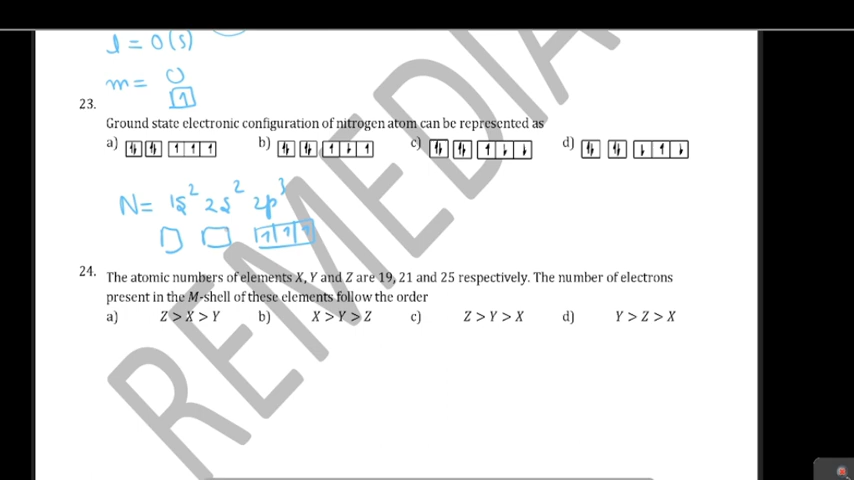 l = 0(s)
m = 0
1
23.
Ground state electronic configuration of nitrogen atom can be represented as
a) b) c) d)
N = 1s² 2s² 2p³
24. The atomic numbers of elements X, Y and Z are 19, 21 and 25 respectively. The number of electrons
present in the M-shell of these elements follow the order
a) Z > X > Y b) X > Y > Z c) Z > Y > X d) Y > Z > X
REMEDIA